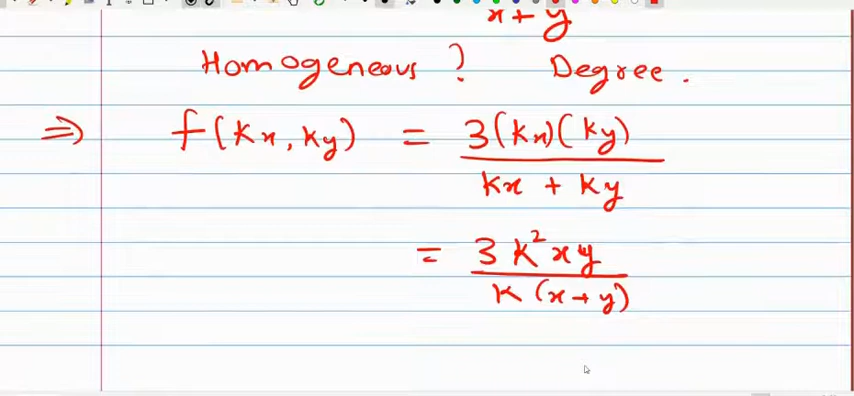 x + y
Homogeneous ? Degree.
⇒ f(kx, ky) = 3(kx)(ky) / kx + ky
= 3k²xy / k(x+y)